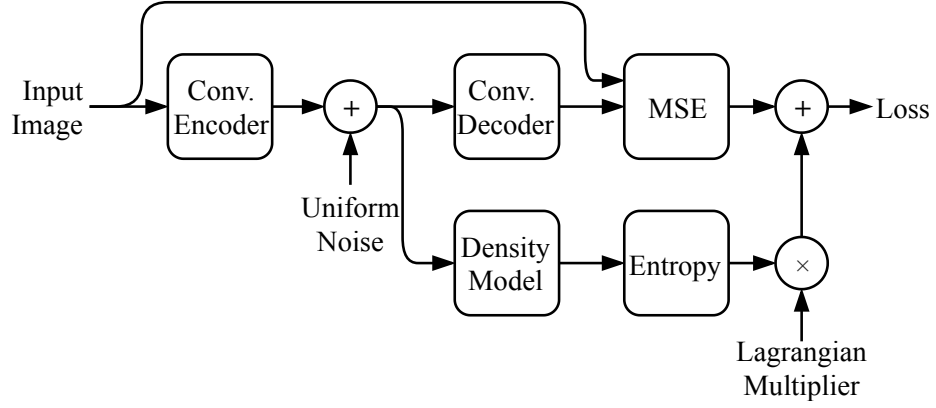 Input
Image
Conv.
Encoder
+
Conv.
Decoder
MSE
+
Loss
Uniform
Noise
Density
Model
Entropy
×
Lagrangian
Multiplier